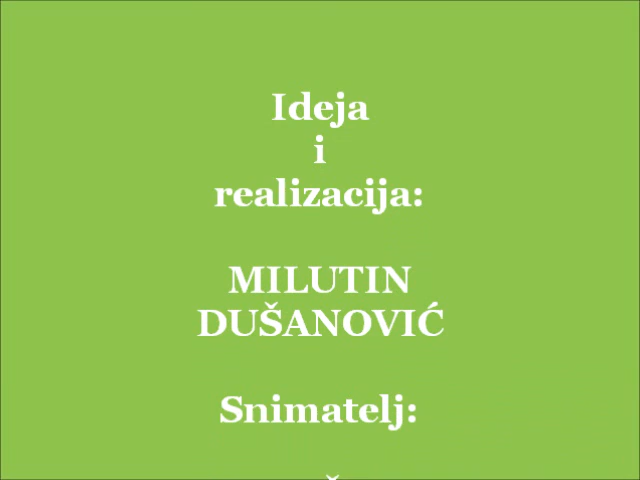 Ideja
i
realizacija:
MILUTIN
DUŠANOVIĆ
Snimatelj: